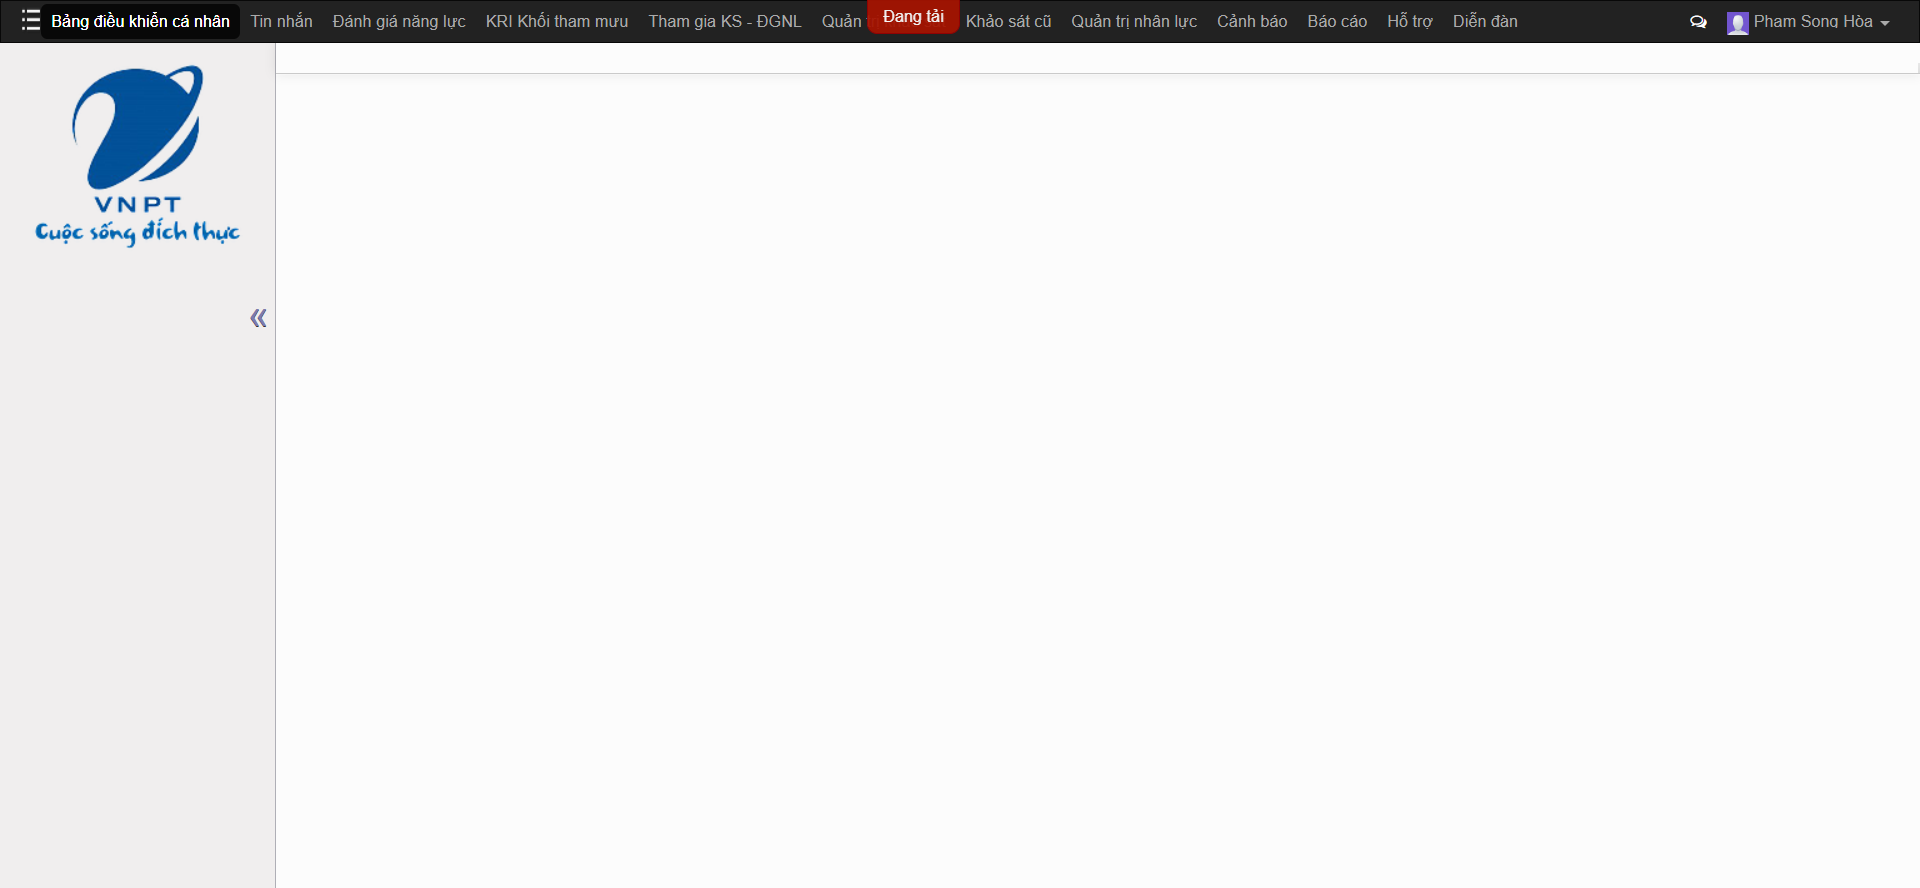 Bảng điều khiển cá nhân Tin nhắn Đánh giá năng lực KRI Khối tham mưu Tham gia KS - ĐGNL Quản Đang tải Khảo sát cũ Quản trị nhân lực Cảnh báo Báo cáo Hỗ trợ Diễn đàn Pham Song Hòa
VNPT
Cuộc sống đích thực